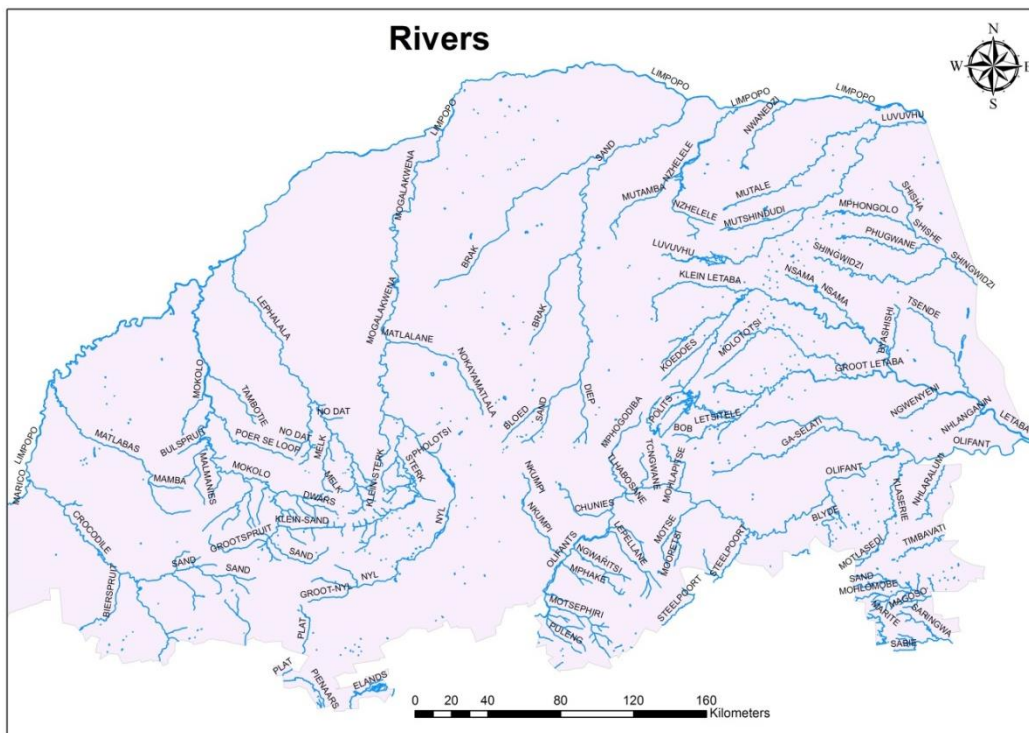 Rivers
N
W E
S
LIMPOPO
LIMPOPO
LIMPOPO
LIMPOPO
LUVUVHU
NWANEDZI
SAND
NZHELELE
MOGALAKWENA
MUTAMBA
MUTALE
SHISHA
NZHELELE
MUTSHINDUDI
MPHONGOLO
SHISHE
PHUGWANE
BRAK
LUVUVHU
SHINGWIDZI
SHINGWIDZI
KLEIN LETABA
NSAMA
NSAMA
LEPHALALA
MOGALAKWENA
BRAK
TSENDE
MATLALANE
KOEDOES
MOLOTOTSI
BYASHISHI
MOKOLO
NOKAYAMATLALA
GROOT LETABA
TAMBOTIE
NO DAT
BLOED
SAND
DIEP
MPHOGODIBA
POLITS
LETSITELE
NGWENYENI
NHLANGANIN
LETABA
MATLABAS
BULSPRUIT
POER SE LOOP
NO DAT
MELK
PHOLOTSI
BOB
GA-SELATI
OLIFANT
LIMPOPO
MARICO
MAMBA
MALMANIES
MOKOLO
MELK
KLEIN-STERK
STERK
NKUMPI
TLHABOSANE
TCNGWANE
MOHLAPITSE
OLIFANT
KLASERIE
NHLARALUMI
DWARS
NYL
CHUNIES
CROCODILE
KLEIN-SAND
NKUMPI
LEPELLANE
MOTSE
BLYDE
GROOTSPRUIT
OLIFANTS
MOOPETSI
STEELPOORT
MOTLASEDI
TIMBAVATI
SAND
SAND
SAND
NGWARITSI
BIERSPRUIT
NYL
MPHAKE
SAND
GROOT-NYL
STEELPOORT
MOHLOMOBE
MOTSEPHIRI
MAGOSO
MARITE
SARINGWA
PLAT
PULENG
SABIE
PLAT
PIENAARS
ELANDS
0 20 40 80 120 160
Kilometers